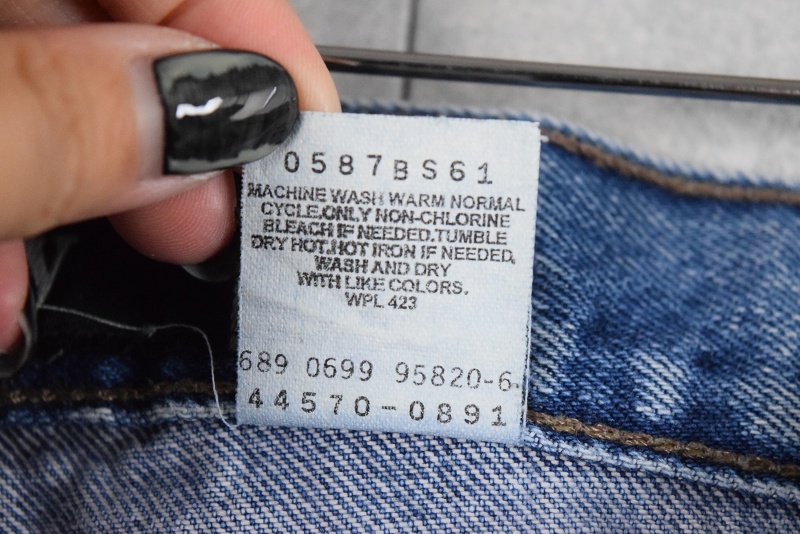 0587BS61
MACHINE WASH WARM NORMAL
CYCLE.ONLY NON-CHLORINE
BLEACH IF NEEDED.TUMBLE
DRY HOT.HOT IRON IF NEEDED.
WASH AND DRY
WITH LIKE COLORS.
WPL 423
689 0699 95820-6
44570-0891